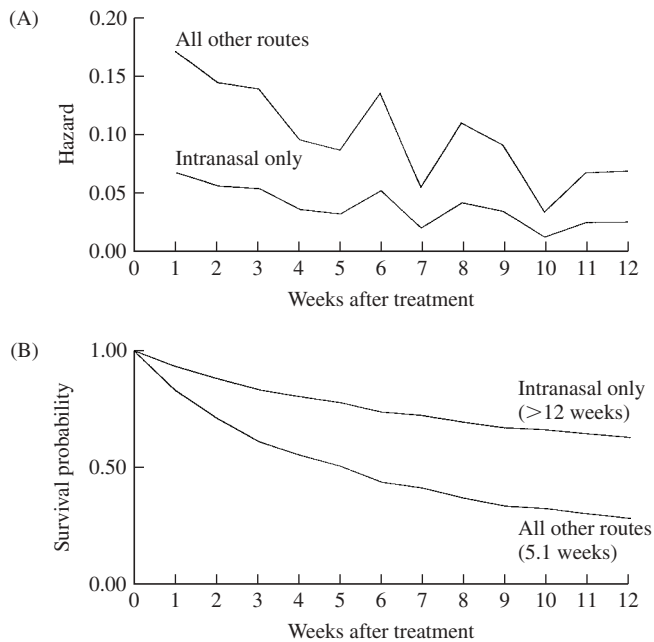 (A)
0.20
0.15
0.10
0.05
0.00
Hazard
All other routes
Intranasal only
0 1 2 3 4 5 6 7 8 9 10 11 12
Weeks after treatment
(B)
1.00
0.50
0.00
Survival probability
Intranasal only
(>12 weeks)
All other routes
(5.1 weeks)
0 1 2 3 4 5 6 7 8 9 10 11 12
Weeks after treatment